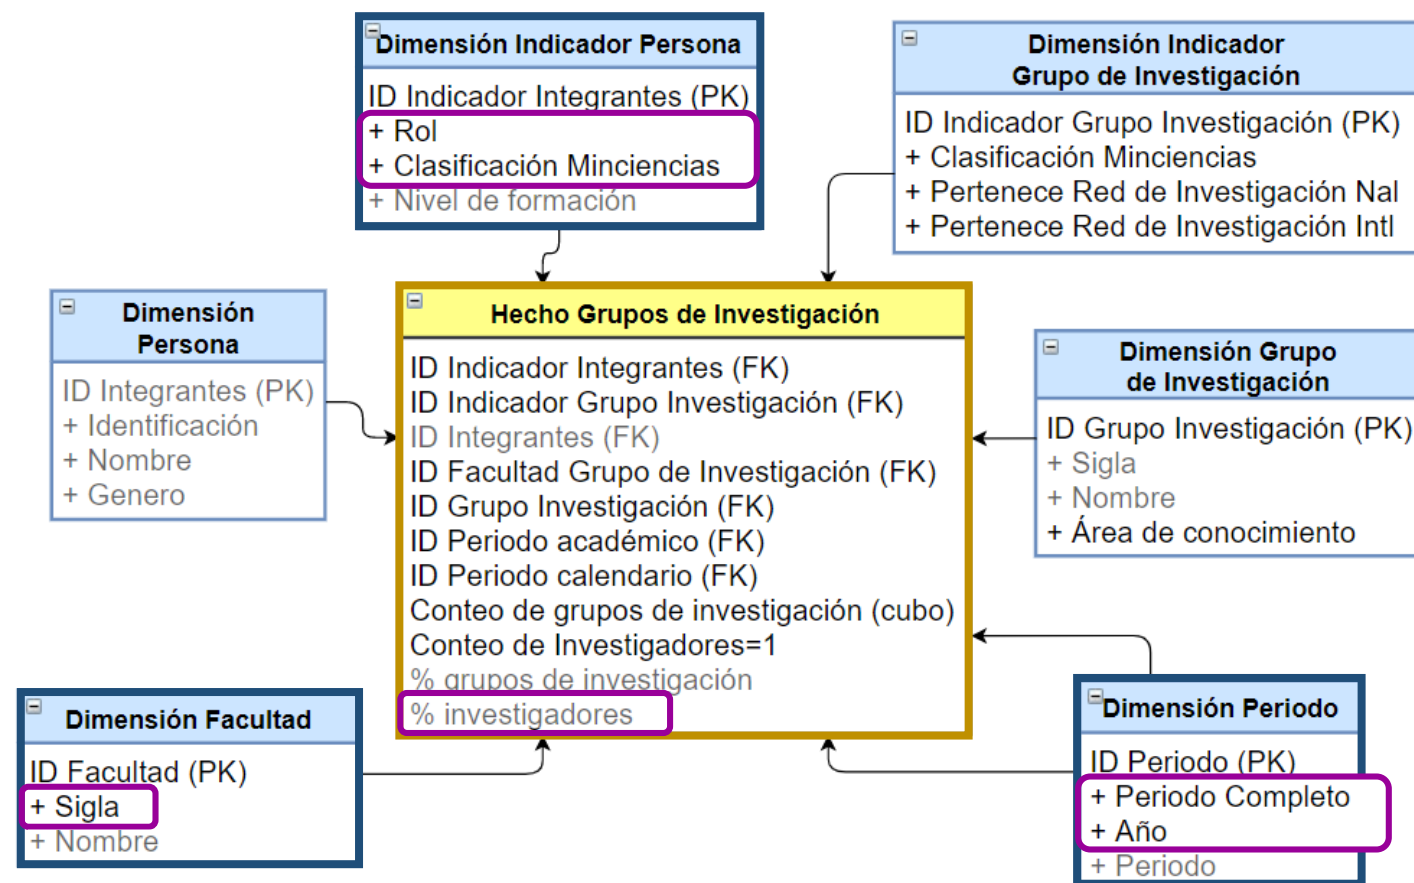 Dimensión Indicador Persona
ID Indicador Integrantes (PK)
+ Rol
+ Clasificación Minciencias
+ Nivel de formación
Dimensión Indicador
Grupo de Investigación
ID Indicador Grupo Investigación (PK)
+ Clasificación Minciencias
+ Pertenece Red de Investigación Nal
+ Pertenece Red de Investigación Intl
Dimensión
Persona
ID Integrantes (PK)
+ Identificación
+ Nombre
+ Genero
Hecho Grupos de Investigación
ID Indicador Integrantes (FK)
ID Indicador Grupo Investigación (FK)
ID Integrantes (FK)
ID Facultad Grupo de Investigación (FK)
ID Grupo Investigación (FK)
ID Periodo académico (FK)
ID Periodo calendario (FK)
Conteo de grupos de investigación (cubo)
Conteo de Investigadores=1
% grupos de investigación
% investigadores
Dimensión Grupo
de Investigación
ID Grupo Investigación (PK)
+ Sigla
+ Nombre
+ Área de conocimiento
Dimensión Facultad
ID Facultad (PK)
+ Sigla
+ Nombre
Dimensión Periodo
ID Periodo (PK)
+ Periodo Completo
+ Año
+ Periodo